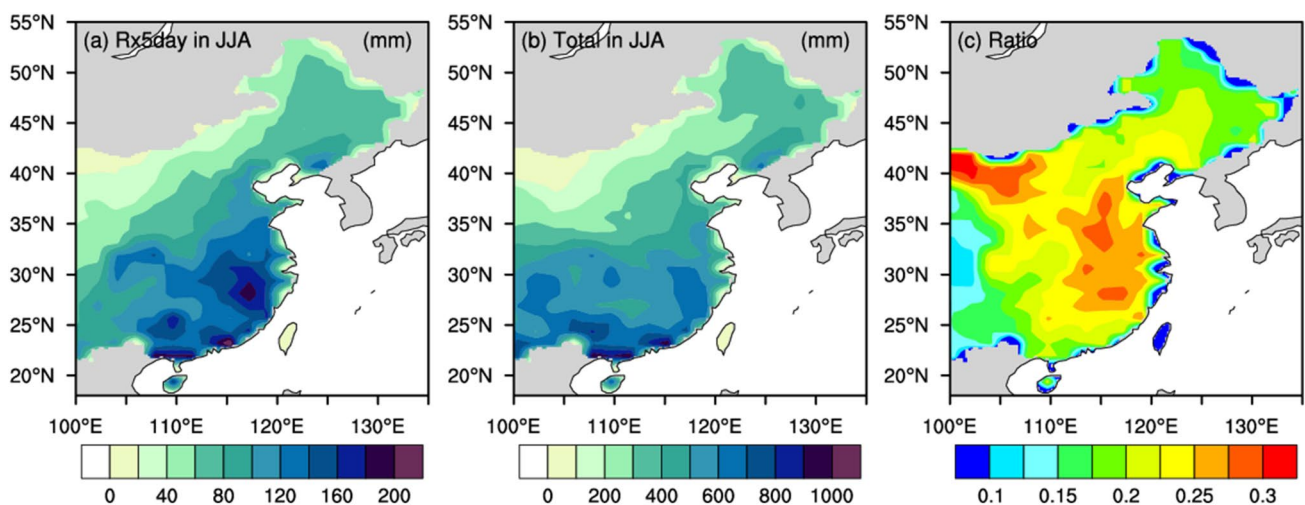 (a) Rx5day in JJA (mm)
55°N
50°N
45°N
40°N
35°N
30°N
25°N
20°N
100°E 110°E 120°E 130°E
0 40 80 120 160 200
(b) Total in JJA (mm)
55°N
50°N
45°N
40°N
35°N
30°N
25°N
20°N
100°E 110°E 120°E 130°E
0 200 400 600 800 1000
(c) Ratio
55°N
50°N
45°N
40°N
35°N
30°N
25°N
20°N
100°E 110°E 120°E 130°E
0.1 0.15 0.2 0.25 0.3